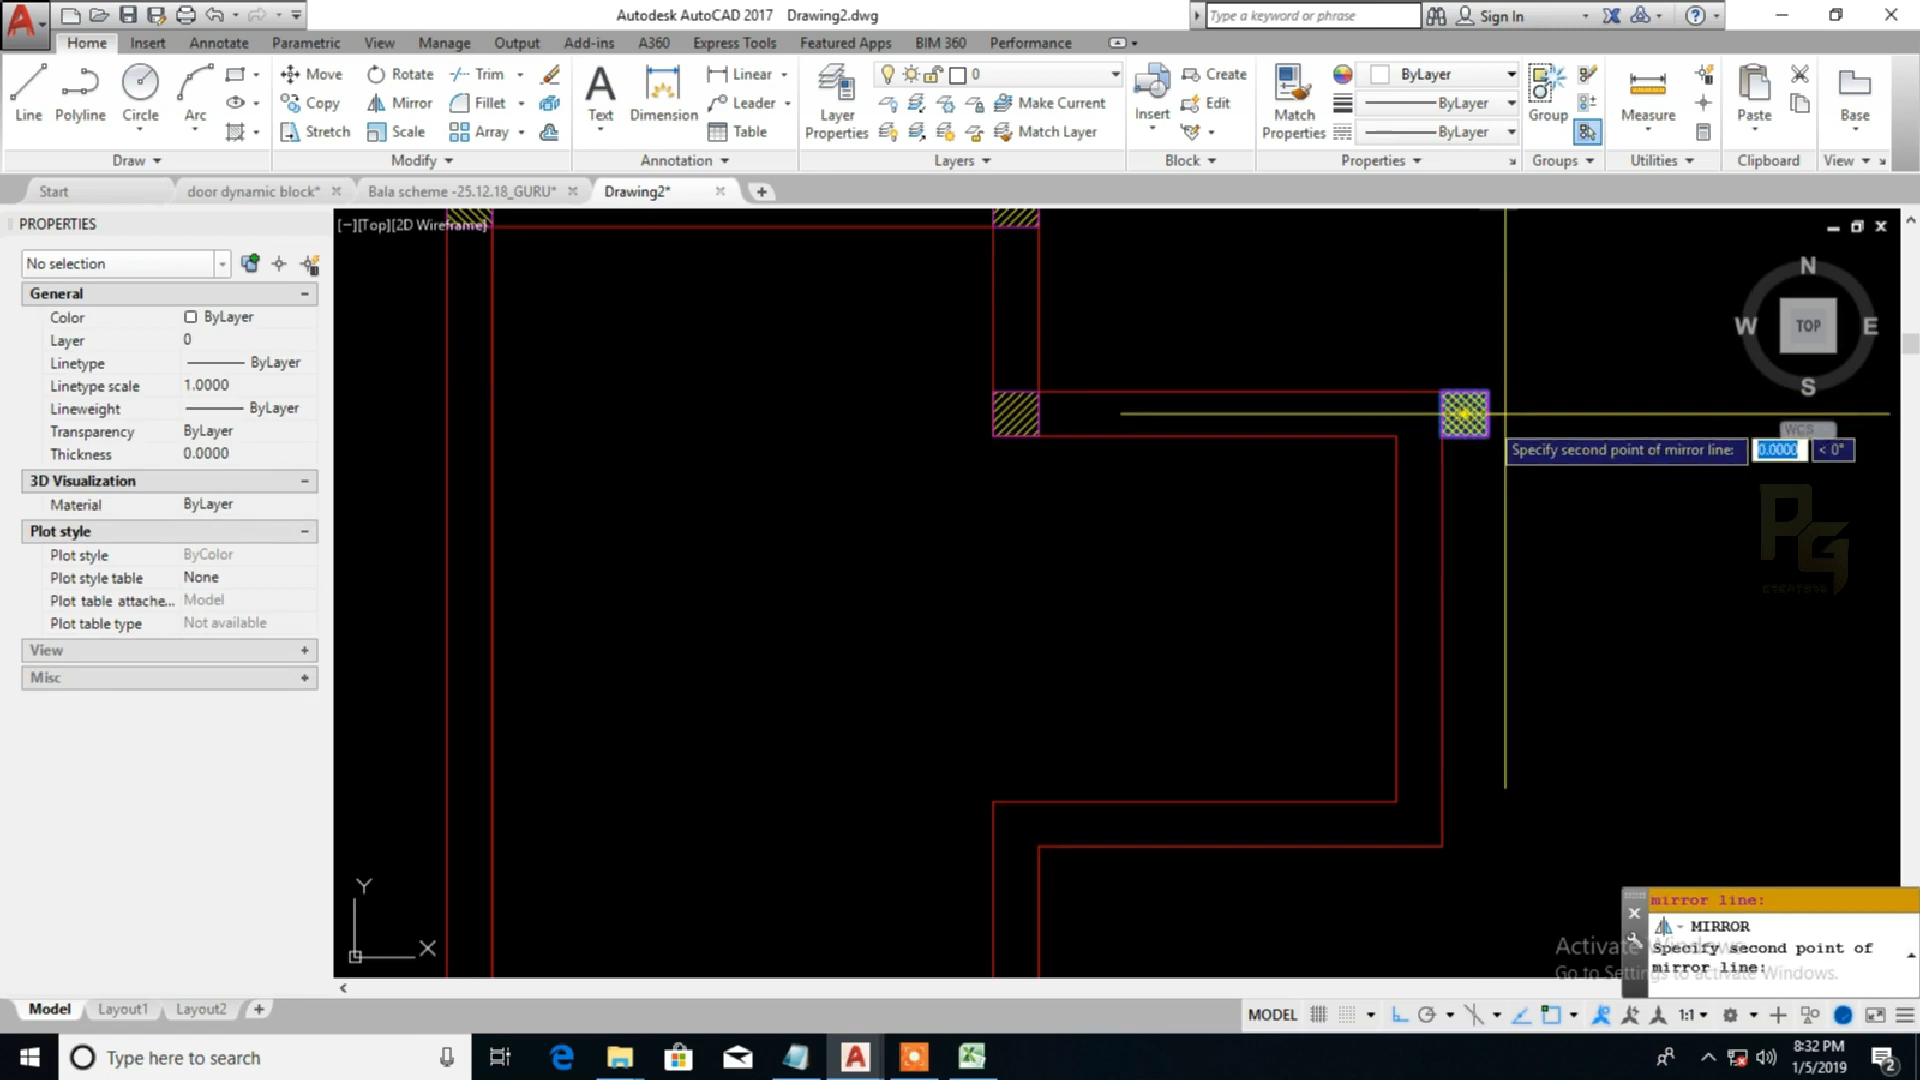 Autodesk AutoCAD 2017 Drawing2.dwg
Type a keyword or phrase
Sign In
Home Insert Annotate Parametric View Manage Output Add-ins A360 Express Tools Featured Apps BIM 360 Performance
Line Polyline Circle Arc
Move Rotate Trim
Copy Mirror Fillet
Stretch Scale Array
Text Dimension
Linear
Leader
Table
Layer Properties
0
Make Current
Match Layer
Insert
Create
Edit
Match Properties
ByLayer
ByLayer
ByLayer
Group
Measure
Paste
Base
Draw Modify Annotation Layers Block Properties Groups Utilities Clipboard View
Start door dynamic block* Bala scheme -25.12.18_GURU* Drawing2*
PROPERTIES
No selection
General
Color ByLayer
Layer 0
Linetype ByLayer
Linetype scale 1.0000
Lineweight ByLayer
Transparency ByLayer
Thickness 0.0000
3D Visualization
Material ByLayer
Plot style
Plot style ByColor
Plot style table None
Plot table attache... Model
Plot table type Not available
View
Misc
[−][Top][2D Wireframe]
N
W TOP E
S
WCS
Specify second point of mirror line: 0.0000 < 0°
PG
Y
X
mirror line:
MIRROR
Specify second point of
mirror line:
Activate Windows
Go to Settings to activate Windows.
Model Layout1 Layout2
MODEL 1:1
Type here to search
8:32 PM
1/5/2019
2